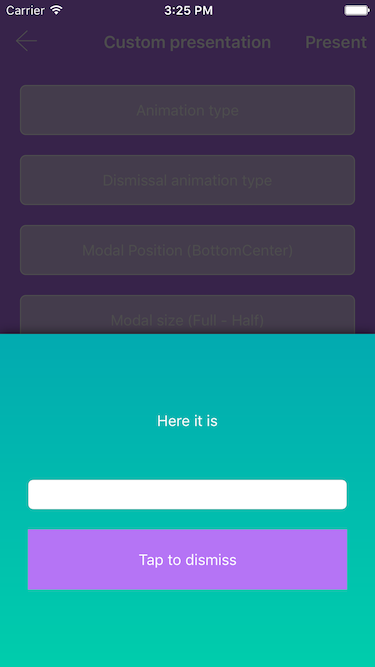 Carrier 3:25 PM
Custom presentation Present
Animation type
Dismissal animation type
Modal Position (BottomCenter)
Modal size (Full - Half)
Here it is
Tap to dismiss